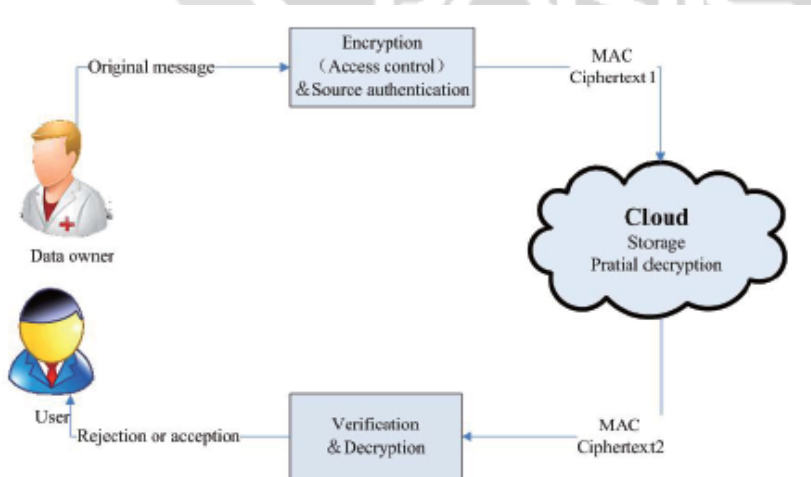 Original message
Encryption
(Access control)
&Source authentication
MAC
Ciphertext1
Data owner
Cloud
Storage
Pratial decryption
User
Rejection or acception
Verification
&Decryption
MAC
Ciphertext2